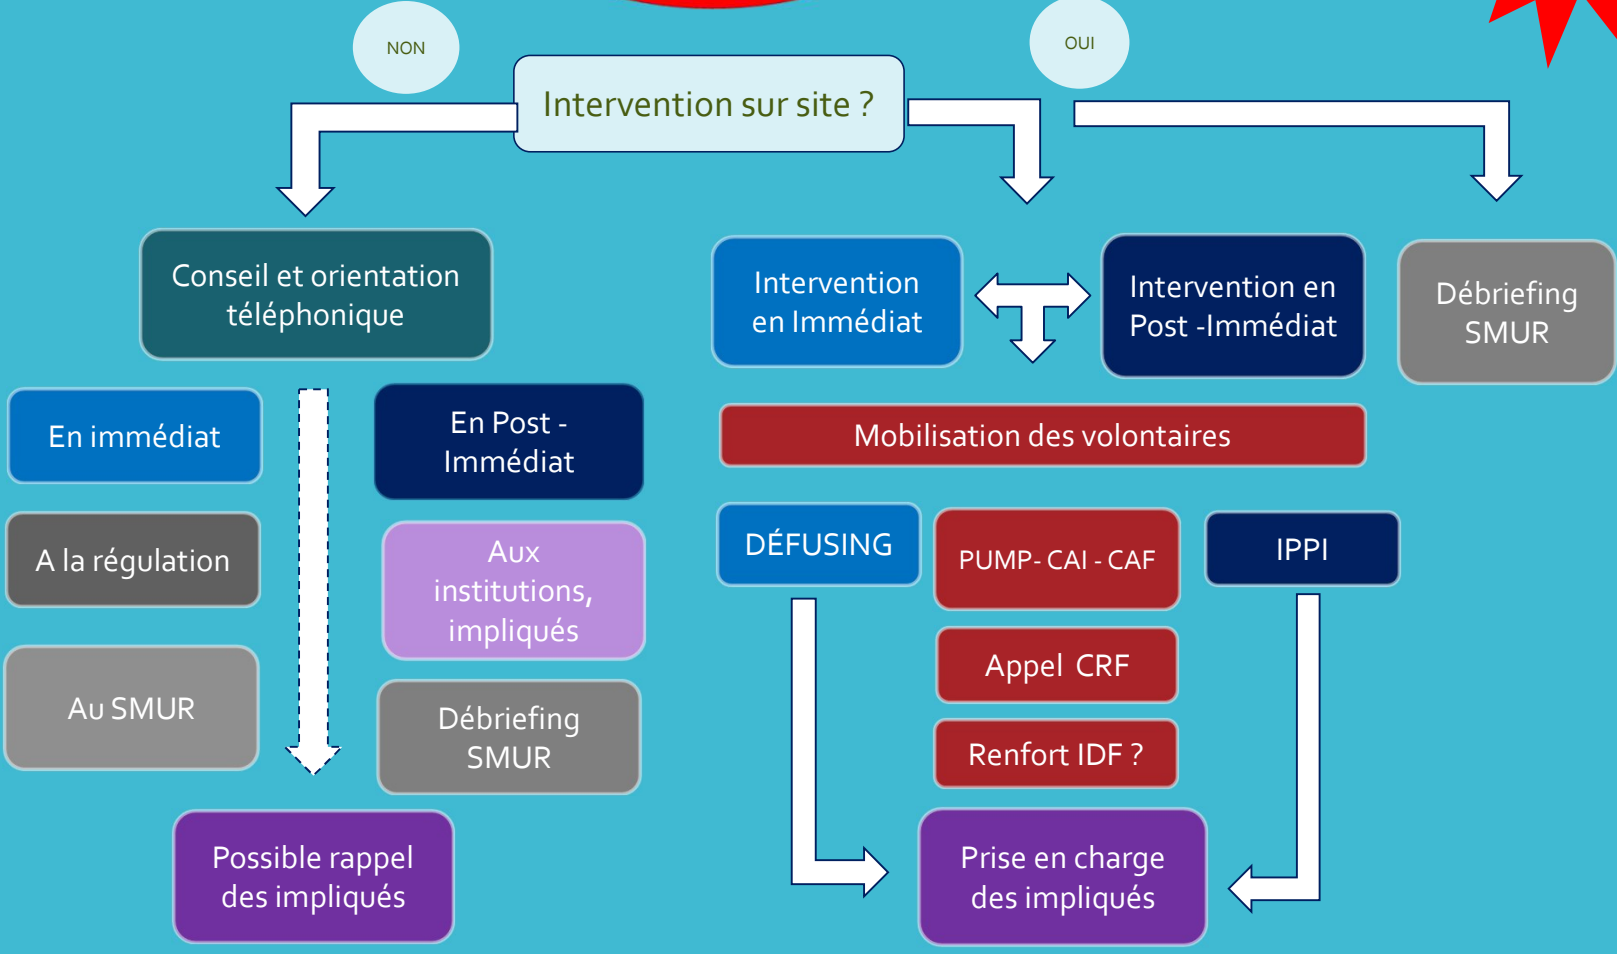 NON
OUI
Intervention sur site ?
Conseil et orientation
téléphonique
En immédiat
A la régulation
Au SMUR
En Post -
Immédiat
Aux
institutions,
impliqués
Débriefing
SMUR
Possible rappel
des impliqués
Intervention
en Immédiat
Intervention en
Post -Immédiat
Débriefing
SMUR
Mobilisation des volontaires
DÉFUSING
PUMP- CAI - CAF
IPPI
Appel CRF
Renfort IDF ?
Prise en charge
des impliqués